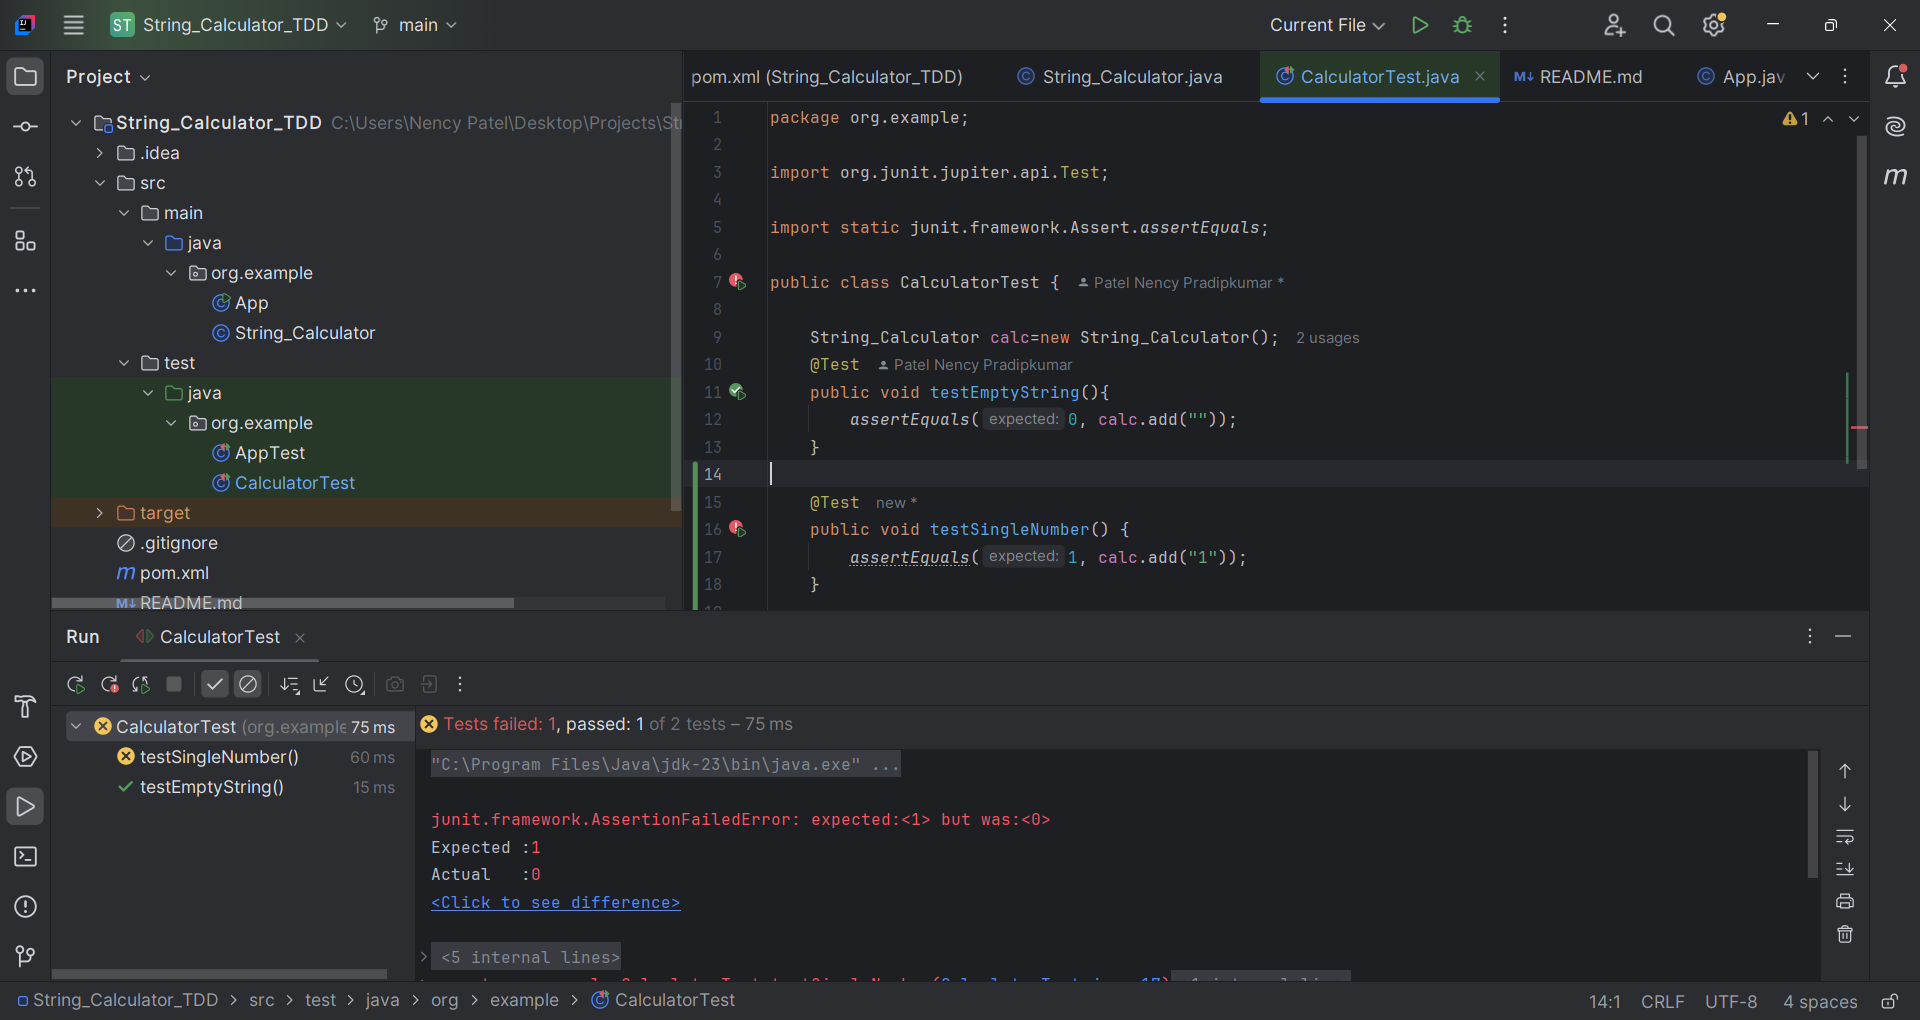 ST String_Calculator_TDD main Current File
Project
String_Calculator_TDD C:\Users\Nency Patel\Desktop\Projects\Str
.idea
src
main
java
org.example
App
String_Calculator
test
java
org.example
AppTest
CalculatorTest
target
.gitignore
m pom.xml
M↓ README.md
pom.xml (String_Calculator_TDD) String_Calculator.java CalculatorTest.java M↓ README.md App.jav
1 package org.example; 1
2
3 import org.junit.jupiter.api.Test;
4
5 import static junit.framework.Assert.assertEquals;
6
7 public class CalculatorTest { Patel Nency Pradipkumar *
8
9 String_Calculator calc=new String_Calculator(); 2 usages
10 @Test Patel Nency Pradipkumar
11 public void testEmptyString(){
12 assertEquals( expected: 0, calc.add(""));
13 }
14
15 @Test new *
16 public void testSingleNumber() {
17 assertEquals( expected: 1, calc.add("1"));
18 }
19
m
Run CalculatorTest
CalculatorTest (org.example 75 ms
testSingleNumber() 60 ms
testEmptyString() 15 ms
Tests failed: 1, passed: 1 of 2 tests – 75 ms
"C:\Program Files\Java\jdk-23\bin\java.exe" ...
junit.framework.AssertionFailedError: expected:<1> but was:<0>
Expected :1
Actual :0
<Click to see difference>
<5 internal lines>
String_Calculator_TDD > src > test > java > org > example > CalculatorTest
14:1 CRLF UTF-8 4 spaces